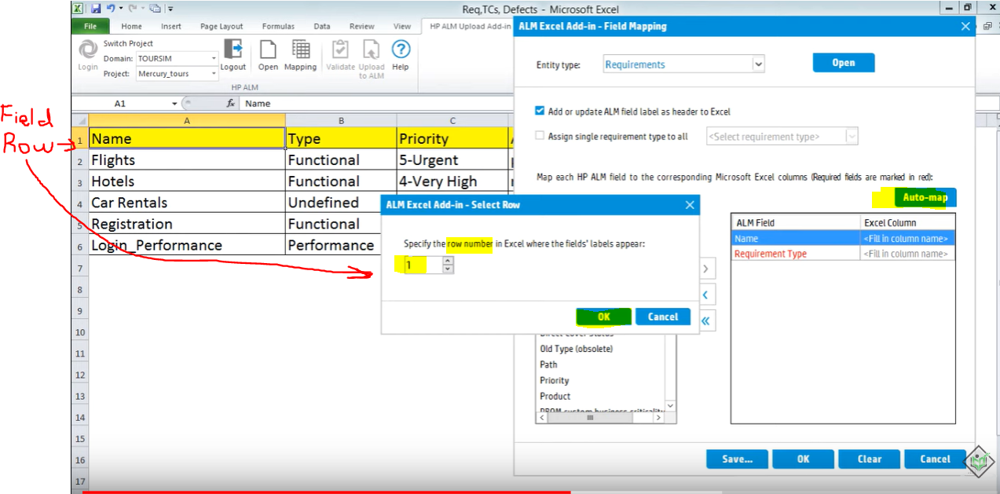 Req,TCs, Defects - Microsoft Excel
File Home Insert Page Layout Formulas Data Review View HP ALM Upload Add-in
Login
Switch Project
Domain: TOURSIM
Project: Mercury_tours
Logout
Open
Mapping
Validate
Upload to ALM
Help
HP ALM
A1 fx Name
A B C
1 Name Type Priority
2 Flights Functional 5-Urgent
3 Hotels Functional 4-Very High
4 Car Rentals Undefined
5 Registration Functional
6 Login_Performance Performance
7
8
9
10
11
12
13
14
15
16
17
Field
Row
ALM Excel Add-in - Field Mapping
Entity type: Requirements Open
Add or update ALM field label as header to Excel
Assign single requirement type to all <Select requirement type>
Map each HP ALM field to the corresponding Microsoft Excel columns (Required fields are marked in red):
Auto-map
ALM Field Excel Column
Name <Fill in column name>
Requirement Type <Fill in column name>
ALM Excel Add-in - Select Row
Specify the row number in Excel where the fields' labels appear:
1
OK Cancel
Direct Cover Status
Old Type (obsolete)
Path
Priority
Product
Save... OK Clear Cancel